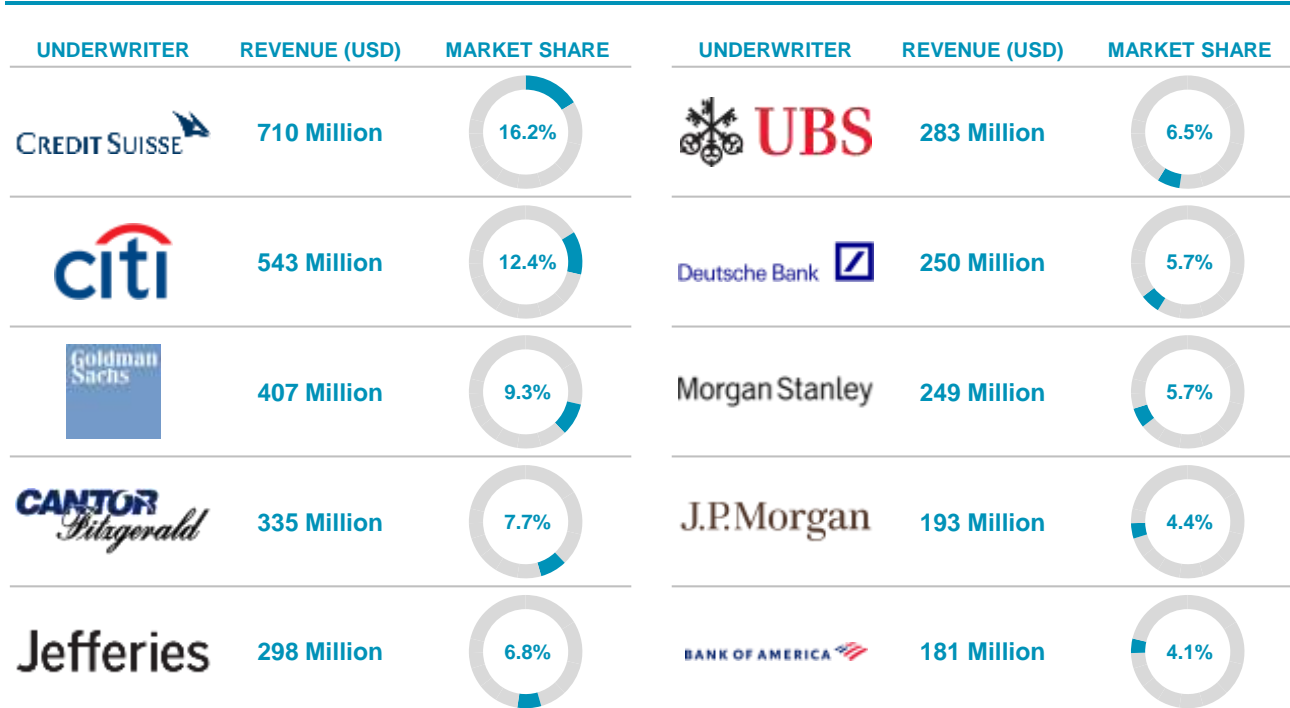 UNDERWRITER REVENUE (USD) MARKET SHARE
CREDIT SUISSE 710 Million 16.2%
citi 543 Million 12.4%
Goldman
Sachs
407 Million 9.3%
CANTOR
Fitzgerald
335 Million 7.7%
Jefferies 298 Million 6.8%
UNDERWRITER REVENUE (USD) MARKET SHARE
UBS 283 Million 6.5%
Deutsche Bank 250 Million 5.7%
Morgan Stanley 249 Million 5.7%
J.P.Morgan 193 Million 4.4%
BANK OF AMERICA 181 Million 4.1%